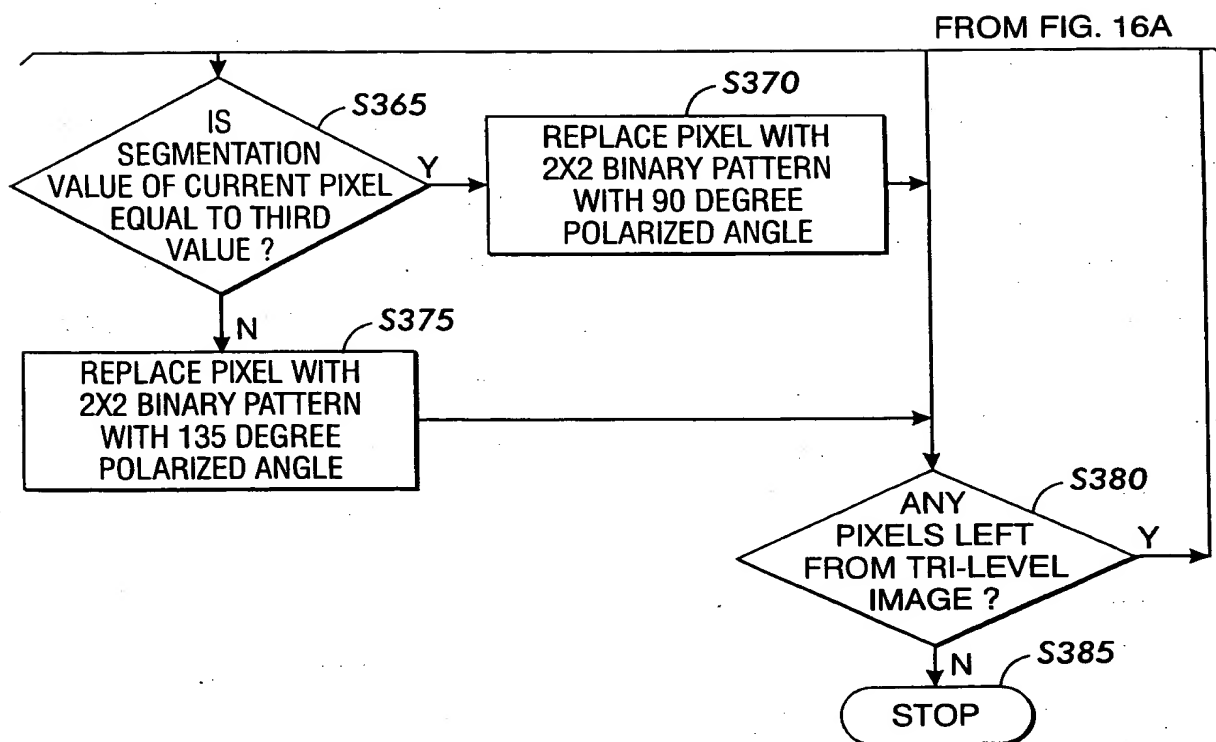 FROM FIG. 16A
S365
IS
SEGMENTATION
VALUE OF CURRENT PIXEL
EQUAL TO THIRD
VALUE ?
Y
S370
REPLACE PIXEL WITH
2X2 BINARY PATTERN
WITH 90 DEGREE
POLARIZED ANGLE
N
S375
REPLACE PIXEL WITH
2X2 BINARY PATTERN
WITH 135 DEGREE
POLARIZED ANGLE
S380
ANY
PIXELS LEFT
FROM TRI-LEVEL
IMAGE ?
Y
N
S385
STOP